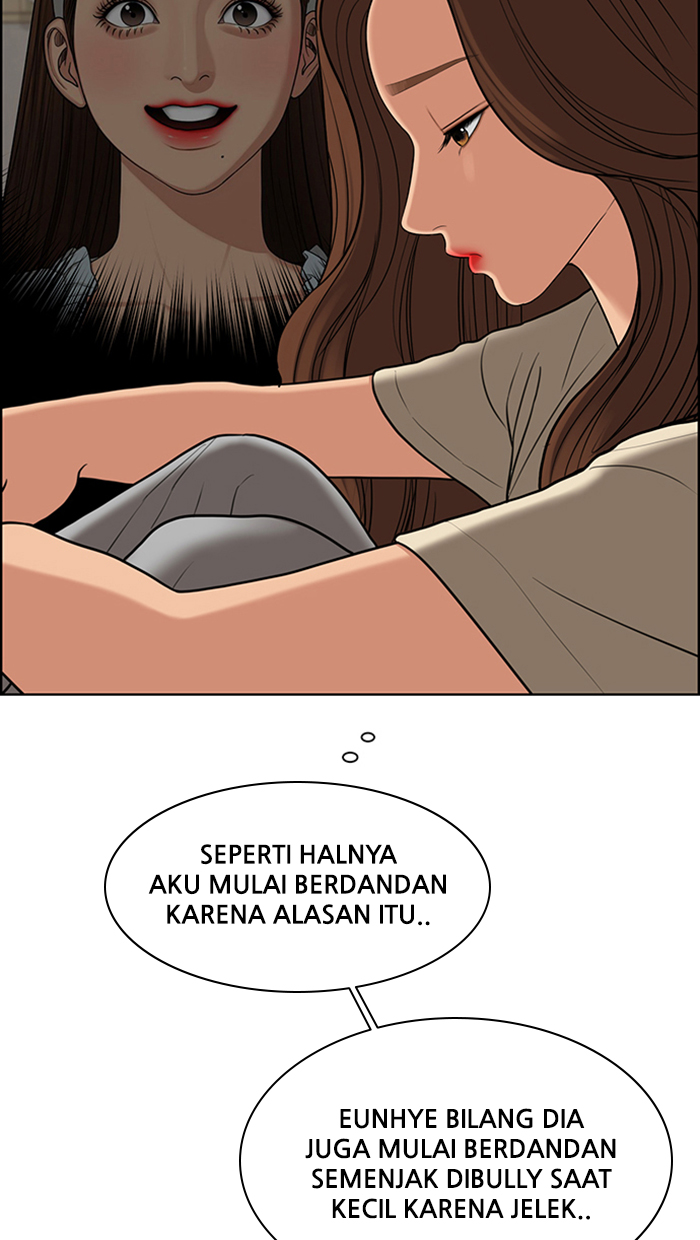 SEPERTI HALNYA
AKU MULAI BERDANDAN
KARENA ALASAN ITU..
EUNHYE BILANG DIA
JUGA MULAI BERDANDAN
SEMENJAK DIBULLY SAAT
KECIL KARENA JELEK..